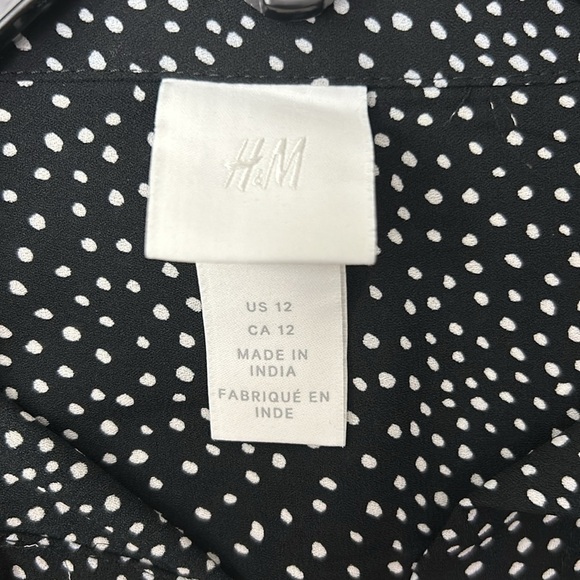 H&M
US 12
CA 12
MADE IN
INDIA
FABRIQUÉ EN
INDE